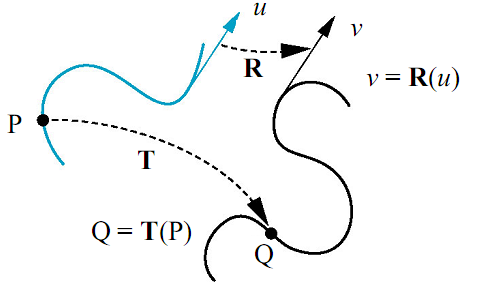 u
v
R
v = R(u)
P
T
Q = T(P)
Q